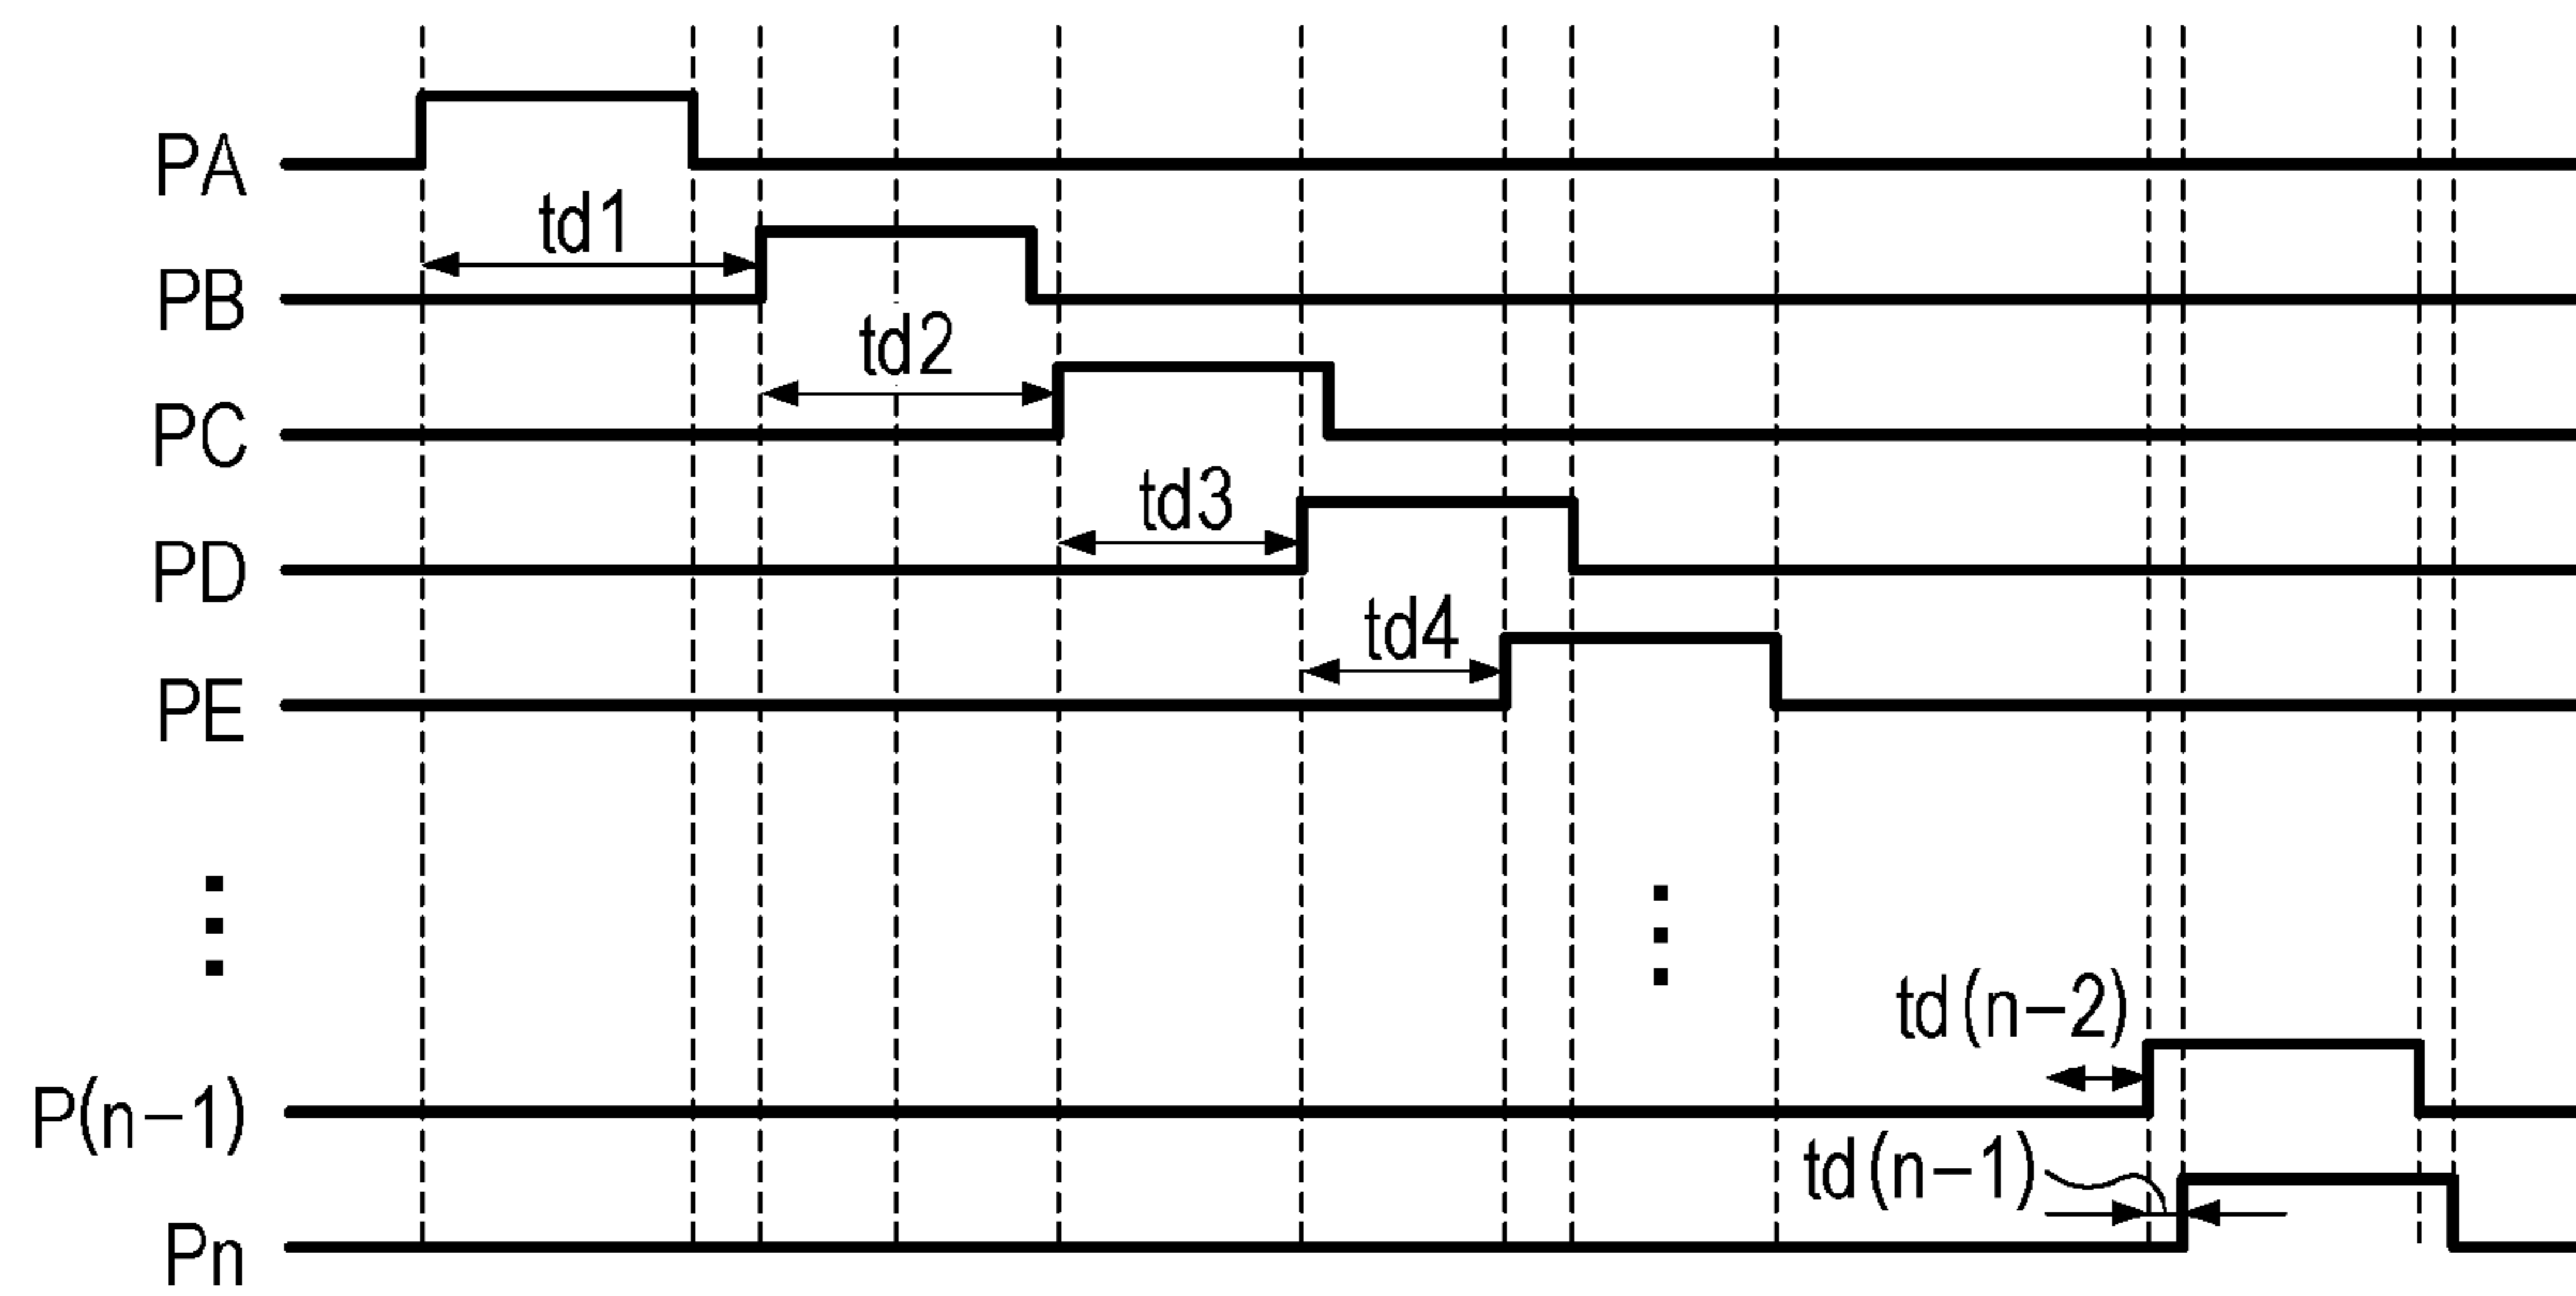 PA
td1
PB
td2
PC
td3
PD
td4
PE
td(n-2)
P(n-1)
td(n-1)
Pn